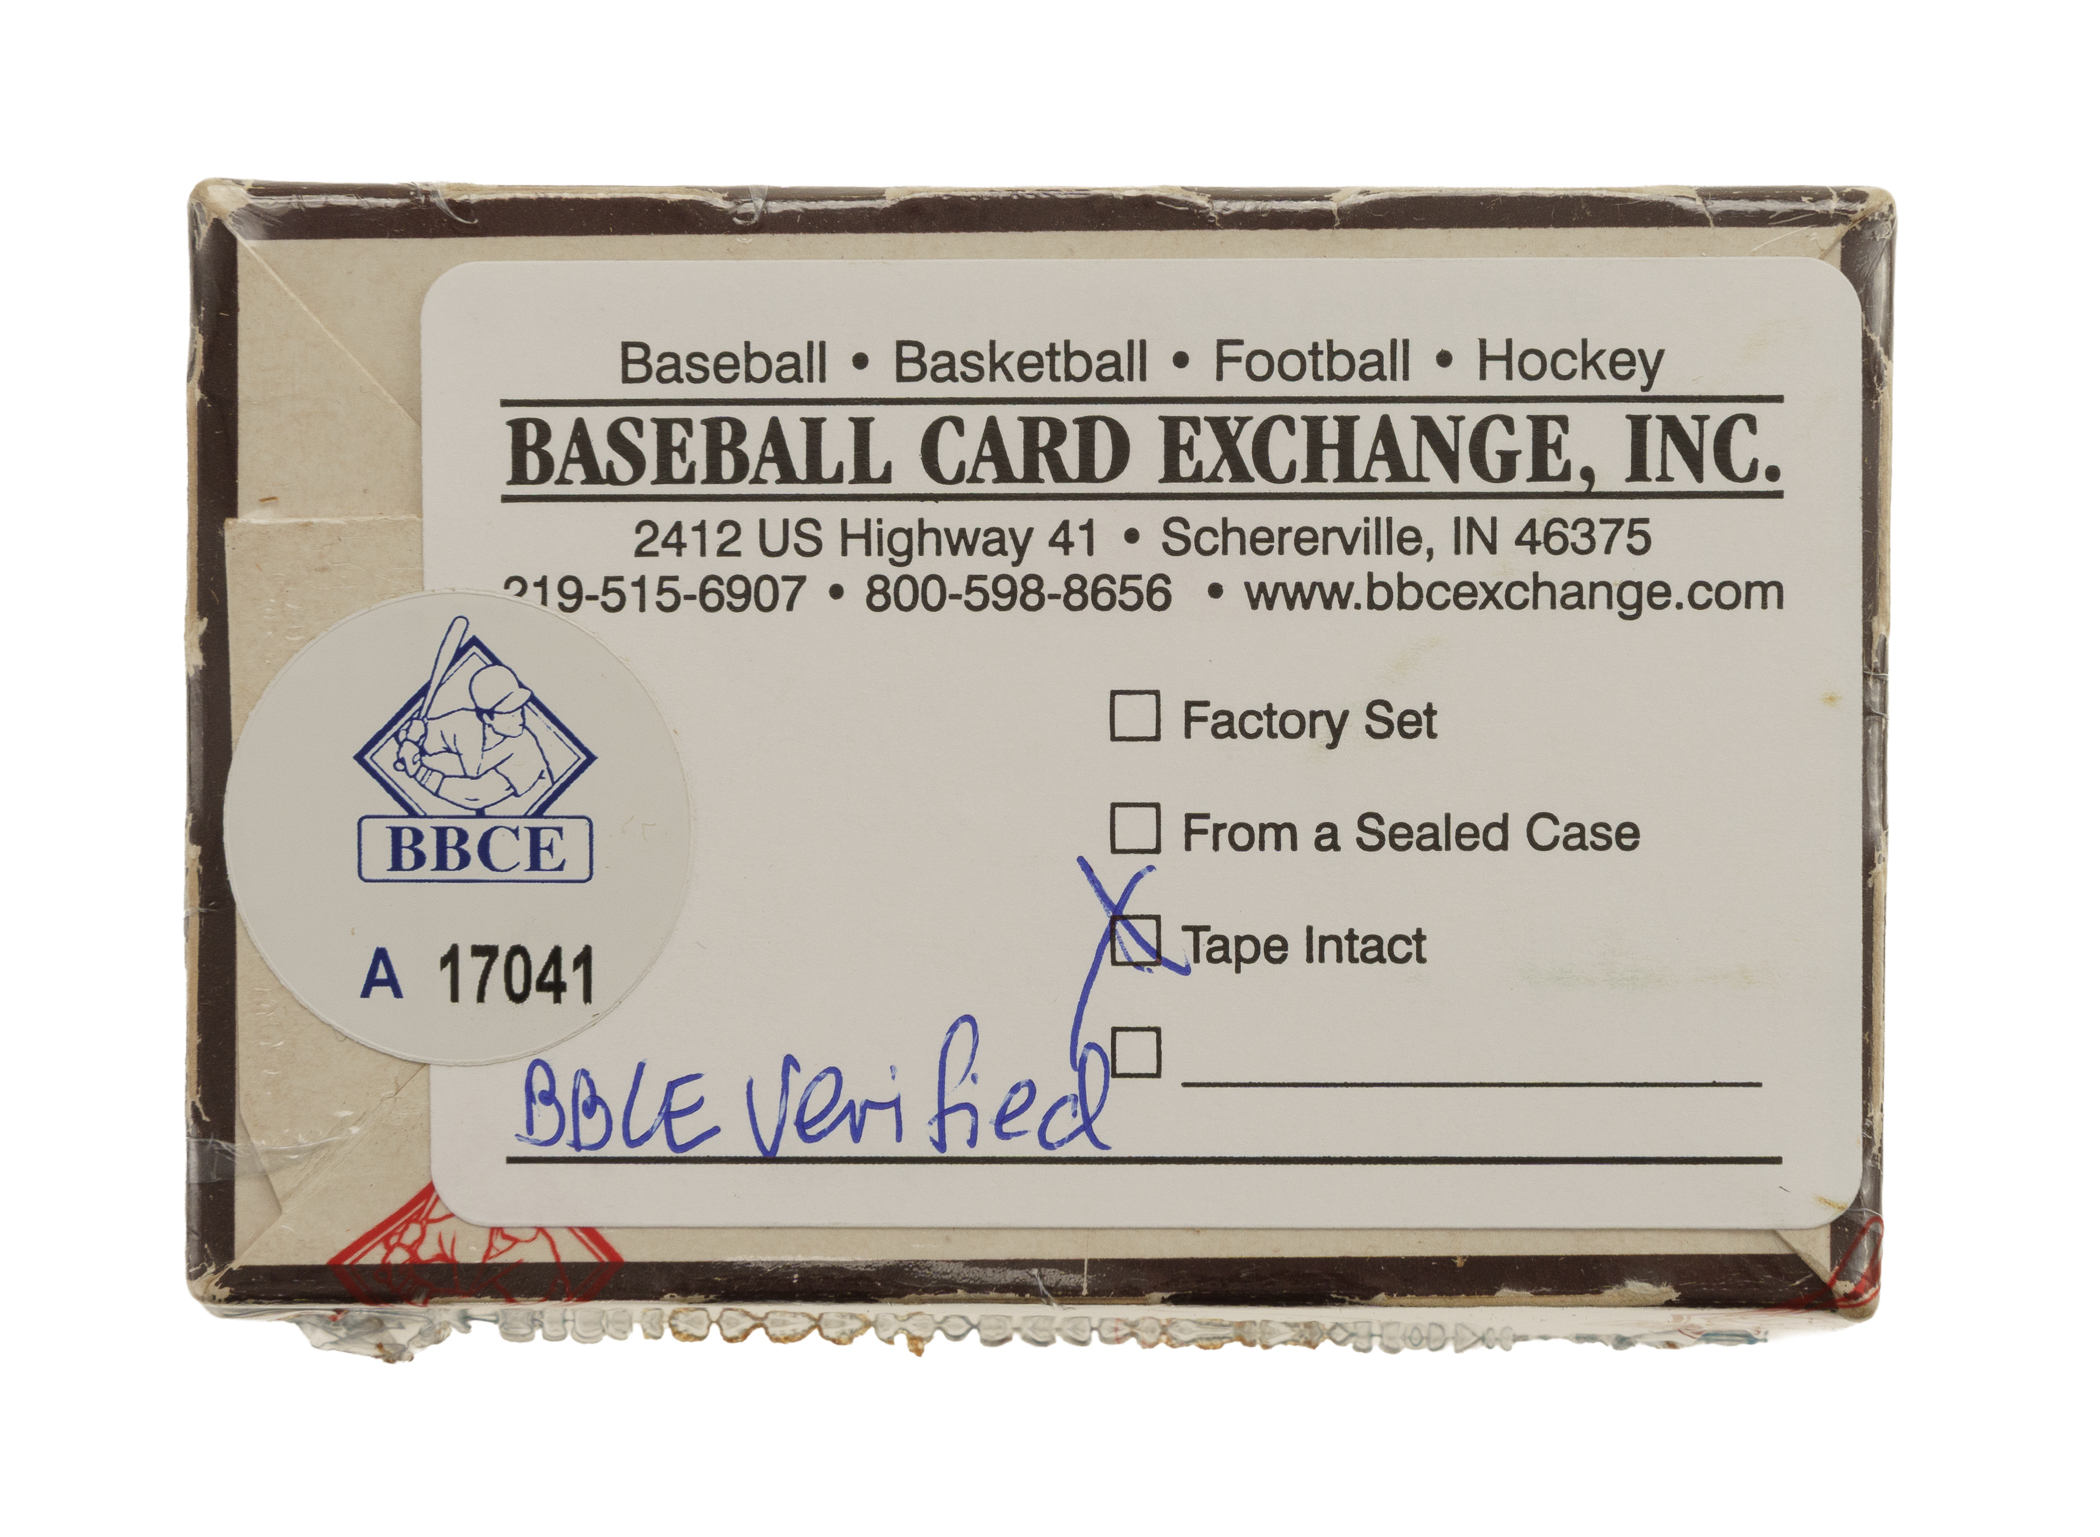 Baseball • Basketball • Football • Hockey
BASEBALL CARD EXCHANGE, INC.
2412 US Highway 41 • Schererville, IN 46375
219-515-6907 • 800-598-8656 • www.bbcexchange.com
Factory Set
From a Sealed Case
Tape Intact
BBCE
A 17041
BBCE Verified